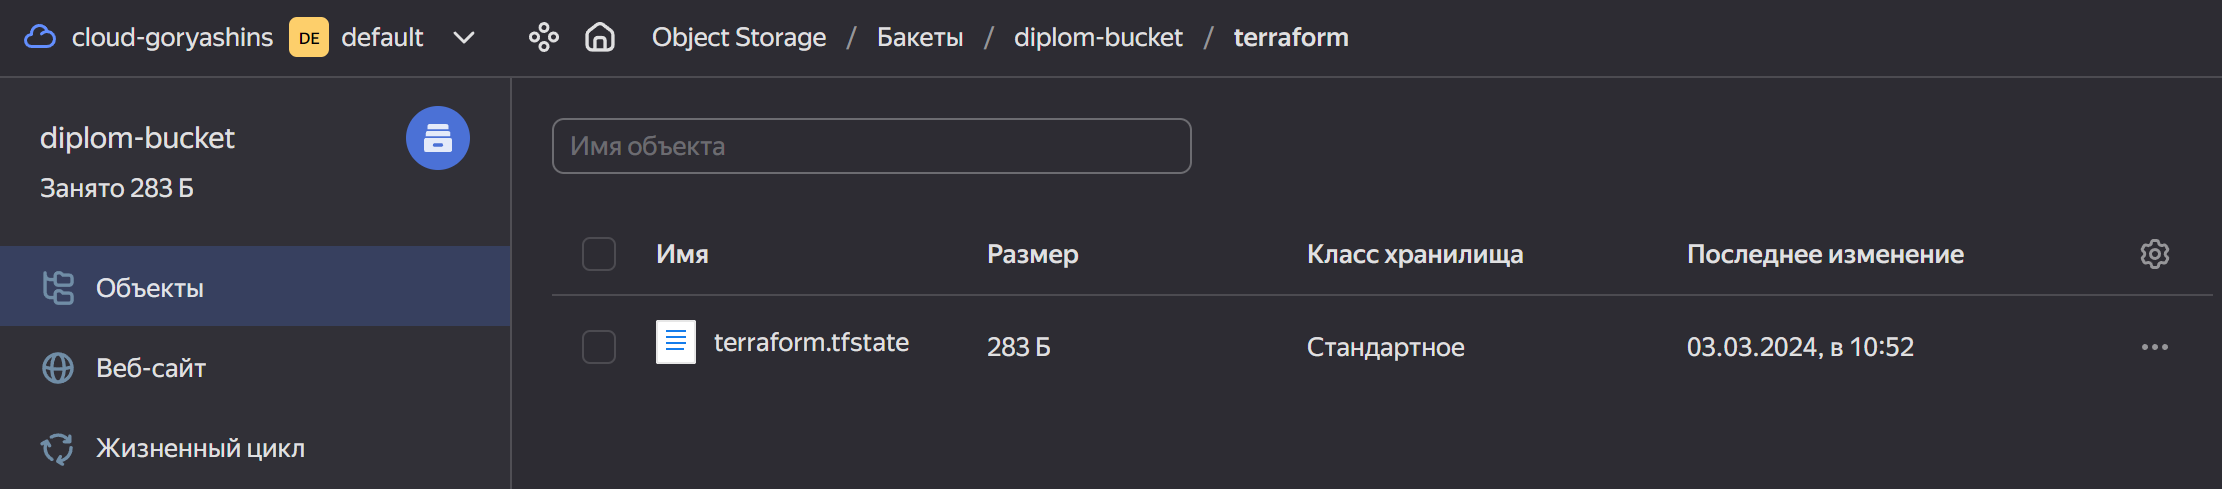 cloud-goryashins DE default Object Storage / Бакеты / diplom-bucket / terraform
diplom-bucket
Занято 283 Б
Объекты
Веб-сайт
Жизненный цикл
Имя объекта
Имя Размер Класс хранилища Последнее изменение
terraform.tfstate 283 Б Стандартное 03.03.2024, в 10:52